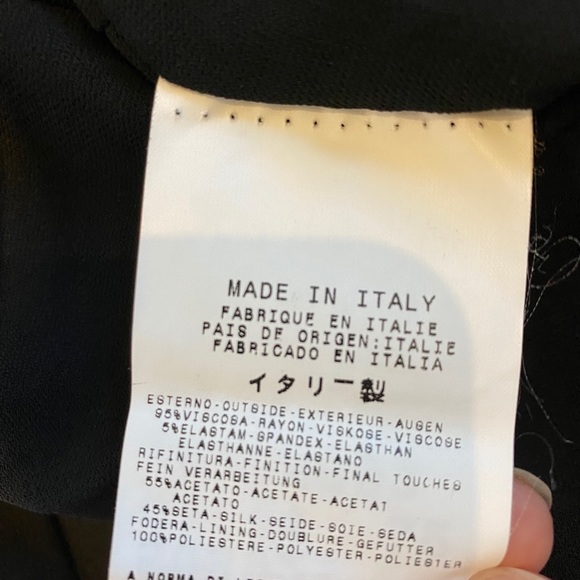 MADE IN ITALY
FABRIQUE EN ITALIE
PAIS DE ORIGEN:ITALIE
FABRICADO EN ITALIA
イタリー製
ESTERNO-OUTSIDE-EXTERIEUR-AUGEN
95%VISCOSA-RAYON-VISKOSE-VISCOSE
5%ELASTAM-SPANDEX-ELASTHAN
ELASTHANNE-ELASTANO
RIFINITURA-FINITION-FINAL TOUCHES
FEIN VERARBEITUNG
55%ACETATO-ACETATE-ACETAT
ACETATO
45%SETA-SILK-SEIDE-SOIE-SEDA
FODERA-LINING-DOUBLURE-GEFUTTER
100%POLIESTERE-POLYESTER-POLIESTER
A NORMA DI